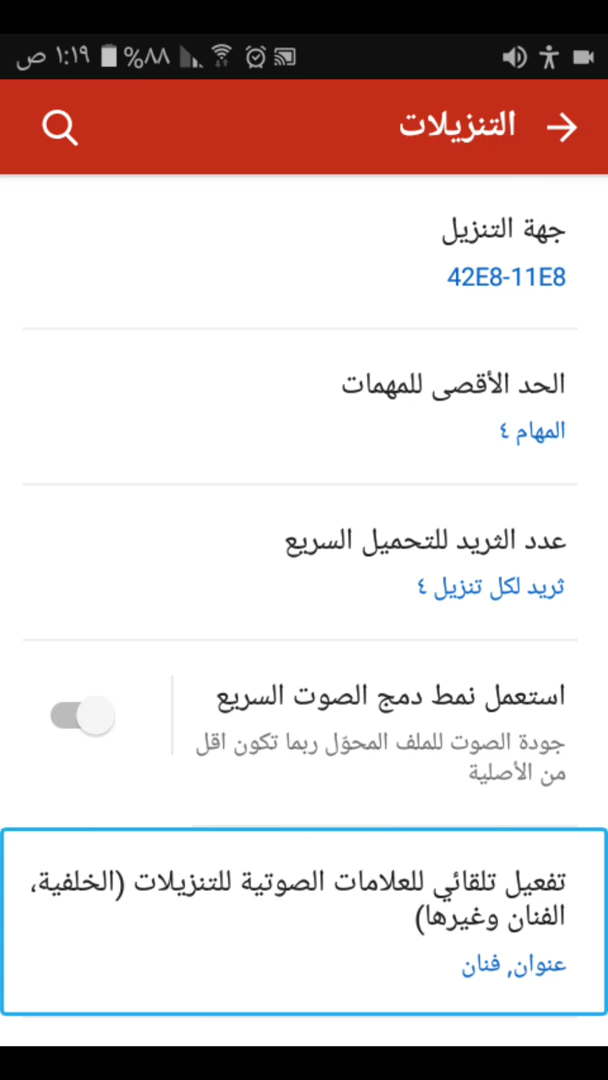 ١:١٩ ص
%٨٨
التنزيلات
جهة التنزيل
42E8-11E8
الحد الأقصى للمهمات
المهام ٤
عدد الثريد للتحميل السريع
ثريد لكل تنزيل ٤
استعمل نمط دمج الصوت السريع
جودة الصوت للملف المحوّل ربما تكون اقل
من الأصلية
تفعيل تلقائي للعلامات الصوتية للتنزيلات (الخلفية،
الفنان وغيرها)
عنوان, فنان